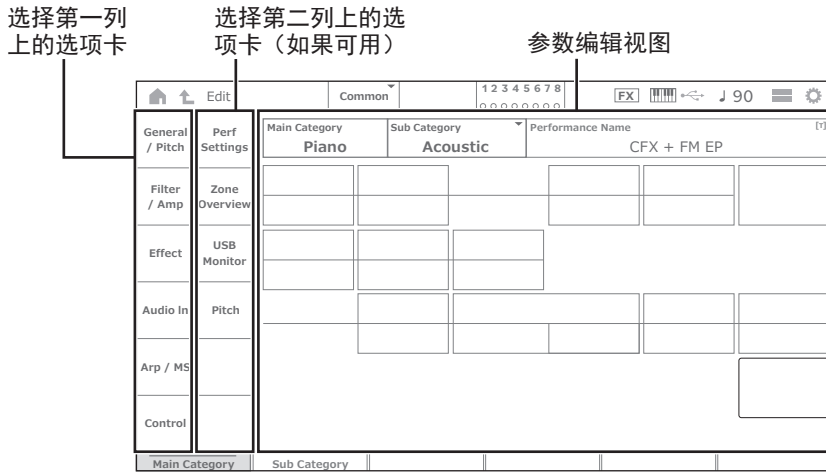 选择第一列
上的选项卡
选择第二列上的选
项卡（如果可用）
参数编辑视图
Edit
Common
1 2 3 4 5 6 7 8
FX
♩ 90
General
/ Pitch
Perf
Settings
Main Category
Piano
Sub Category
Acoustic
Performance Name
CFX + FM EP
[T]
Filter
/ Amp
Zone
Overview
Effect
USB
Monitor
Audio In
Pitch
Arp / MS
Control
Main Category
Sub Category